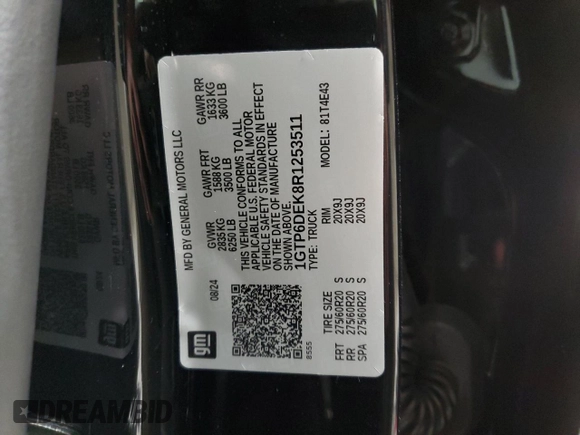 MFD BY GENERAL MOTORS LLC
08/24
GVWR GAWR FRT GAWR RR
2835 KG 1588 KG 1633 KG
6250 LB 3500 LB 3600 LB
THIS VEHICLE CONFORMS TO ALL
APPLICABLE U.S. FEDERAL MOTOR
VEHICLE SAFETY STANDARDS IN EFFECT
ON THE DATE OF MANUFACTURE
SHOWN ABOVE.
1GTP6DEK8R1253511
TYPE: TRUCK MODEL: 81T4E43
gm
8555
TIRE SIZE RIM
FRT 275/60R20 S 20X9J
RR 275/60R20 S 20X9J
SPA 275/60R20 S 20X9J
DREAMBID